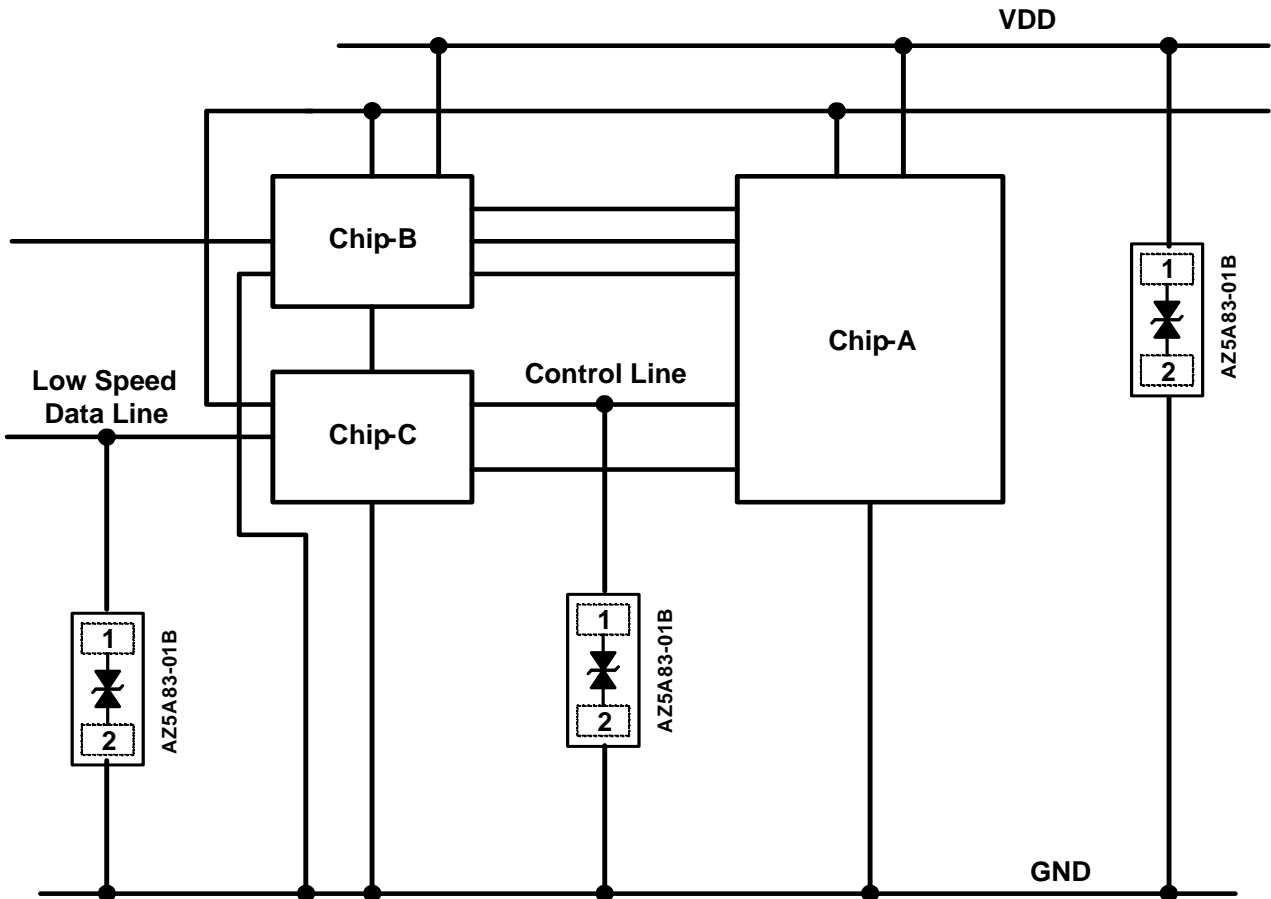 VDD
Chip-B
Chip-A
1
2
AZ5A83-01B
Low Speed
Data Line
Control Line
Chip-C
1
2
AZ5A83-01B
1
2
AZ5A83-01B
GND